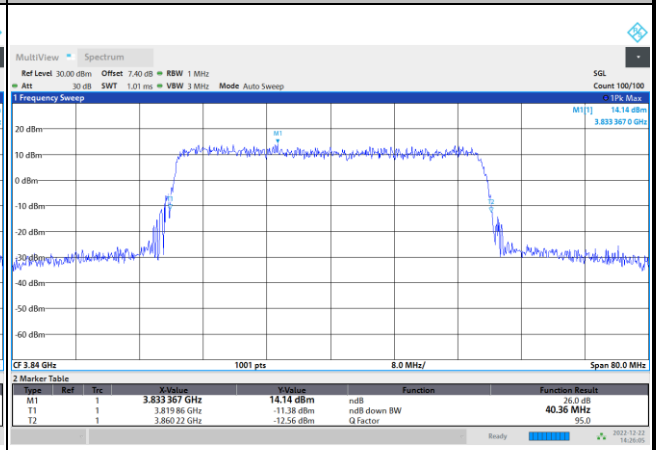 MultiView Spectrum
Ref Level 30.00 dBm Offset 7.40 dB RBW 1 MHz SGL
Att 30 dB SWT 1.01 ms VBW 3 MHz Mode Auto Sweep Count 100/100
1 Frequency Sweep 1Pk Max
M1[1] 14.14 dBm
3.833 367 0 GHz
M1
20 dBm
10 dBm
0 dBm
-10 dBm
-20 dBm
-30 dBm
-40 dBm
-50 dBm
-60 dBm
CF 3.84 GHz 1001 pts 8.0 MHz/ Span 80.0 MHz
2 Marker Table
Type Ref Trc X-Value Y-Value Function Function Result
M1 1 3.833 367 GHz 14.14 dBm ndB 26.0 dB
T1 1 3.819 86 GHz -11.38 dBm ndB down BW 40.36 MHz
T2 1 3.860 22 GHz -12.56 dBm Q Factor 95.0
Ready 2022-12-22
14:26:05